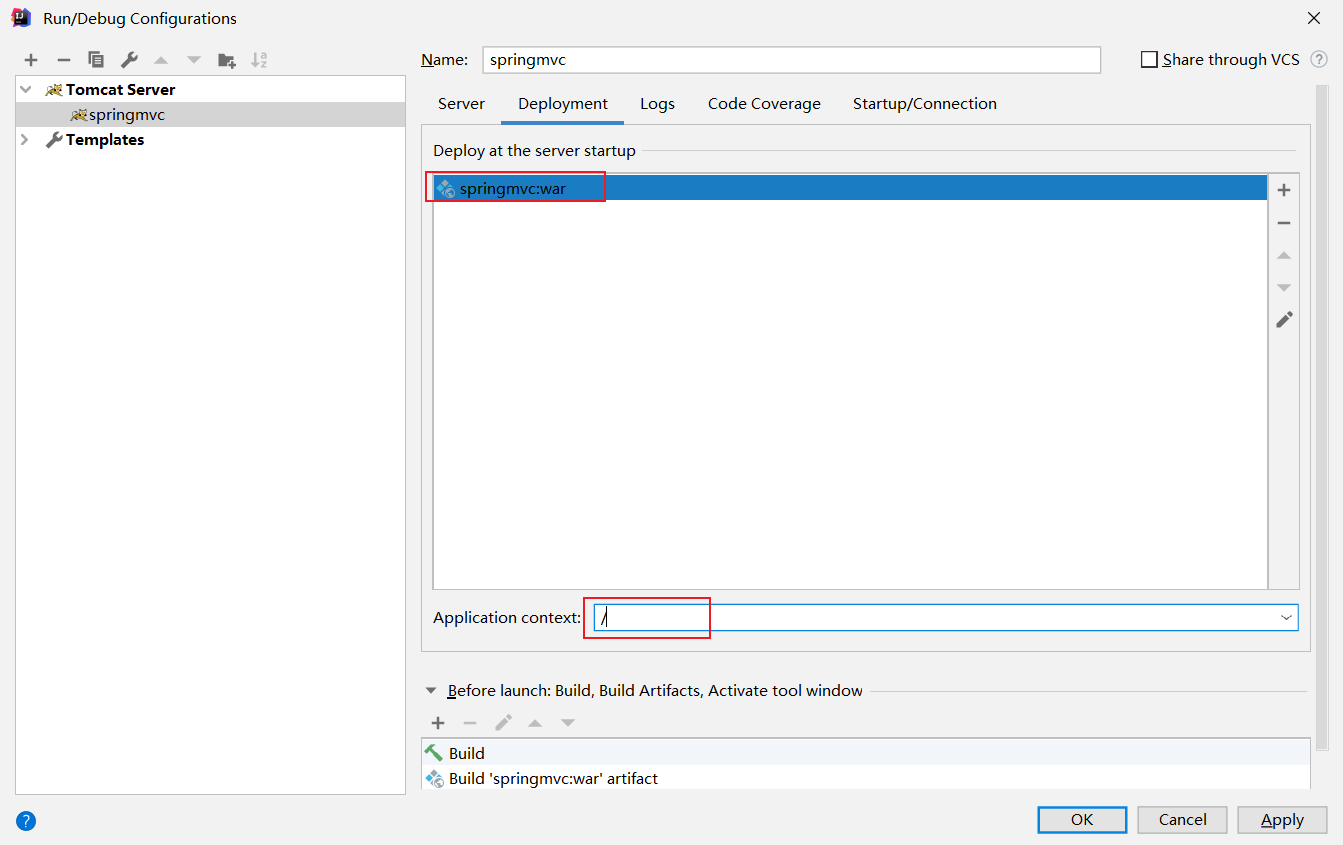 Run/Debug Configurations
Name: springmvc
Share through VCS ?
Tomcat Server
springmvc
Templates
Server Deployment Logs Code Coverage Startup/Connection
Deploy at the server startup
springmvc:war
Application context: /
Before launch: Build, Build Artifacts, Activate tool window
Build
Build 'springmvc:war' artifact
? OK Cancel Apply